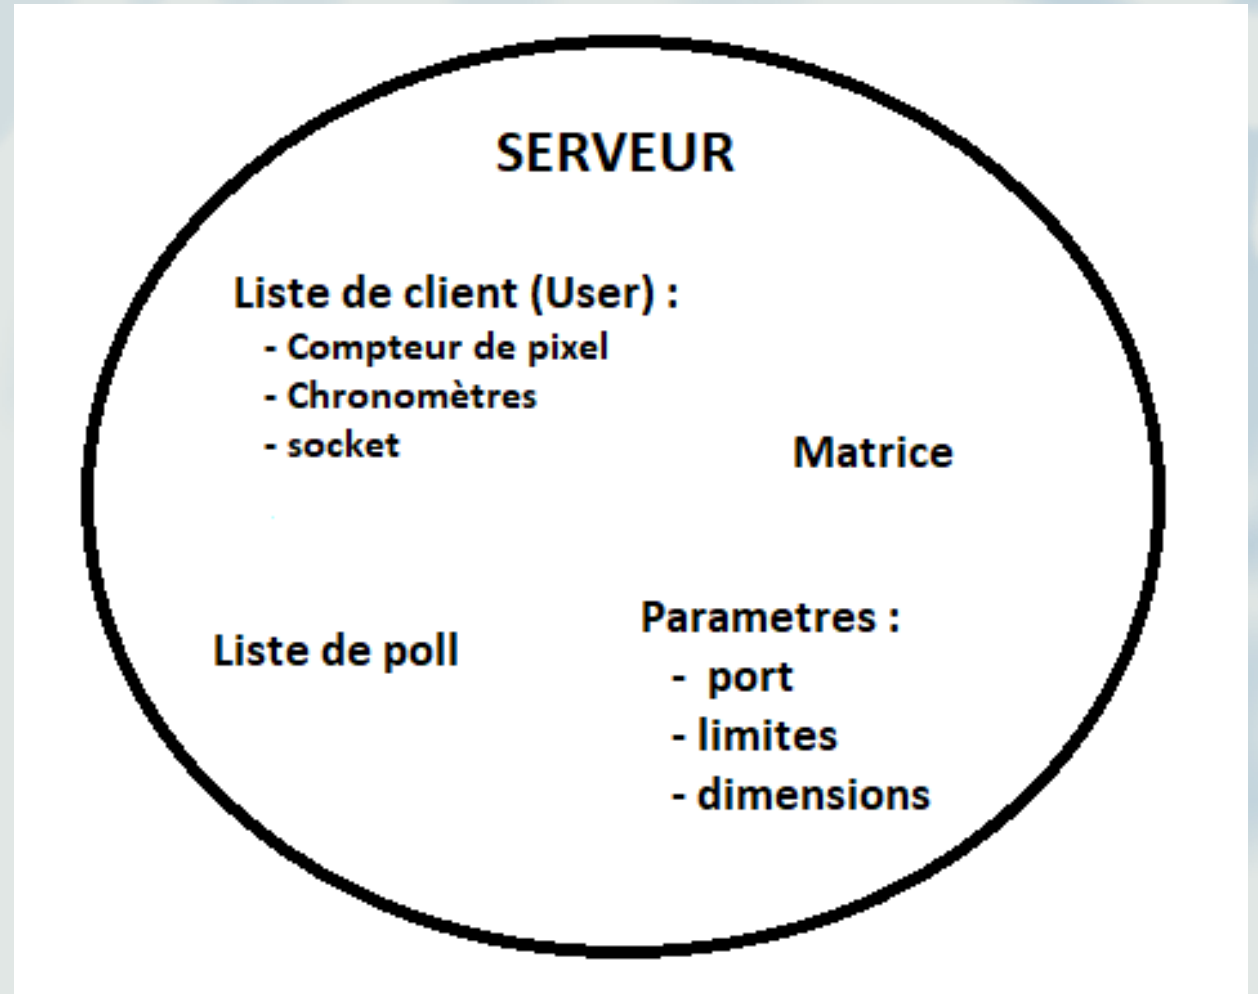 SERVEUR
Liste de client (User) :
- Compteur de pixel
- Chronomètres
- socket
Matrice
Liste de poll
Parametres :
- port
- limites
- dimensions